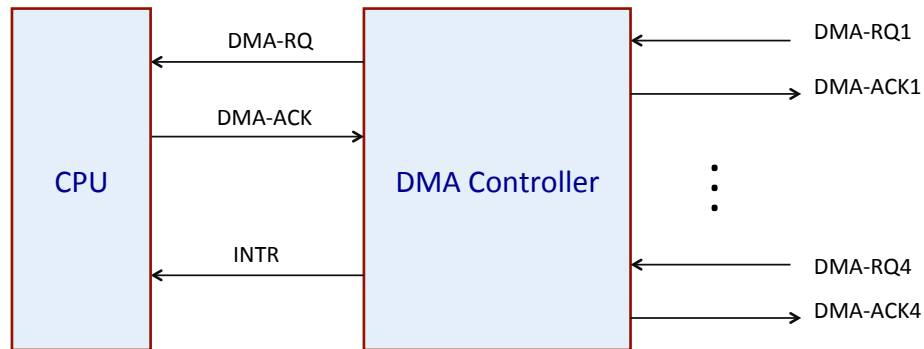 DMA-RQ
DMA-ACK
INTR
CPU
DMA Controller
DMA-RQ1
DMA-ACK1
DMA-RQ4
DMA-ACK4